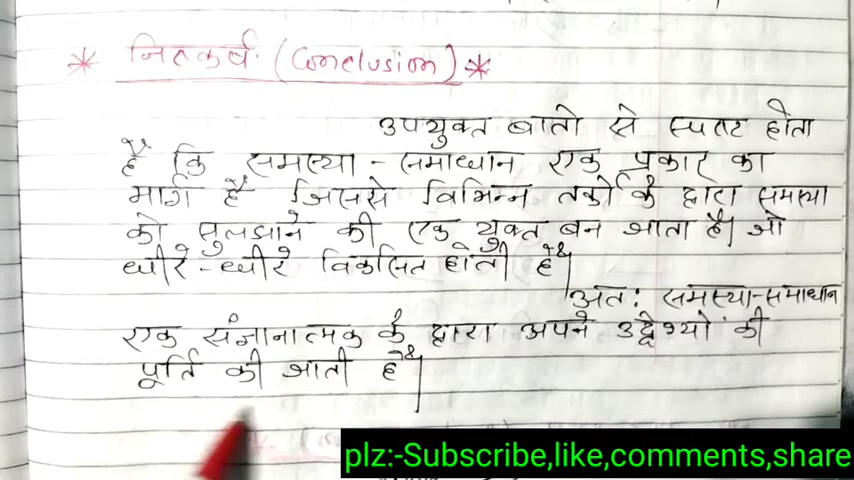 * निष्कर्ष. (Conclusion) *
उपयुक्त बातो से स्पष्ट होता
है कि समस्या - समाधान एक प्रकार का
मार्ग है जिससे विभिन्न तर्को के द्वारा समस्या
को सुलझाने की एक युक्त बन जाता है। जो
धीरे-धीरे विकसित होती है।
अत: समस्या-समाधान
एक संज्ञानात्मक के द्वारा अपने उद्देश्यों की
पूर्ति की जाती है।
plz:-Subscribe,like,comments,share